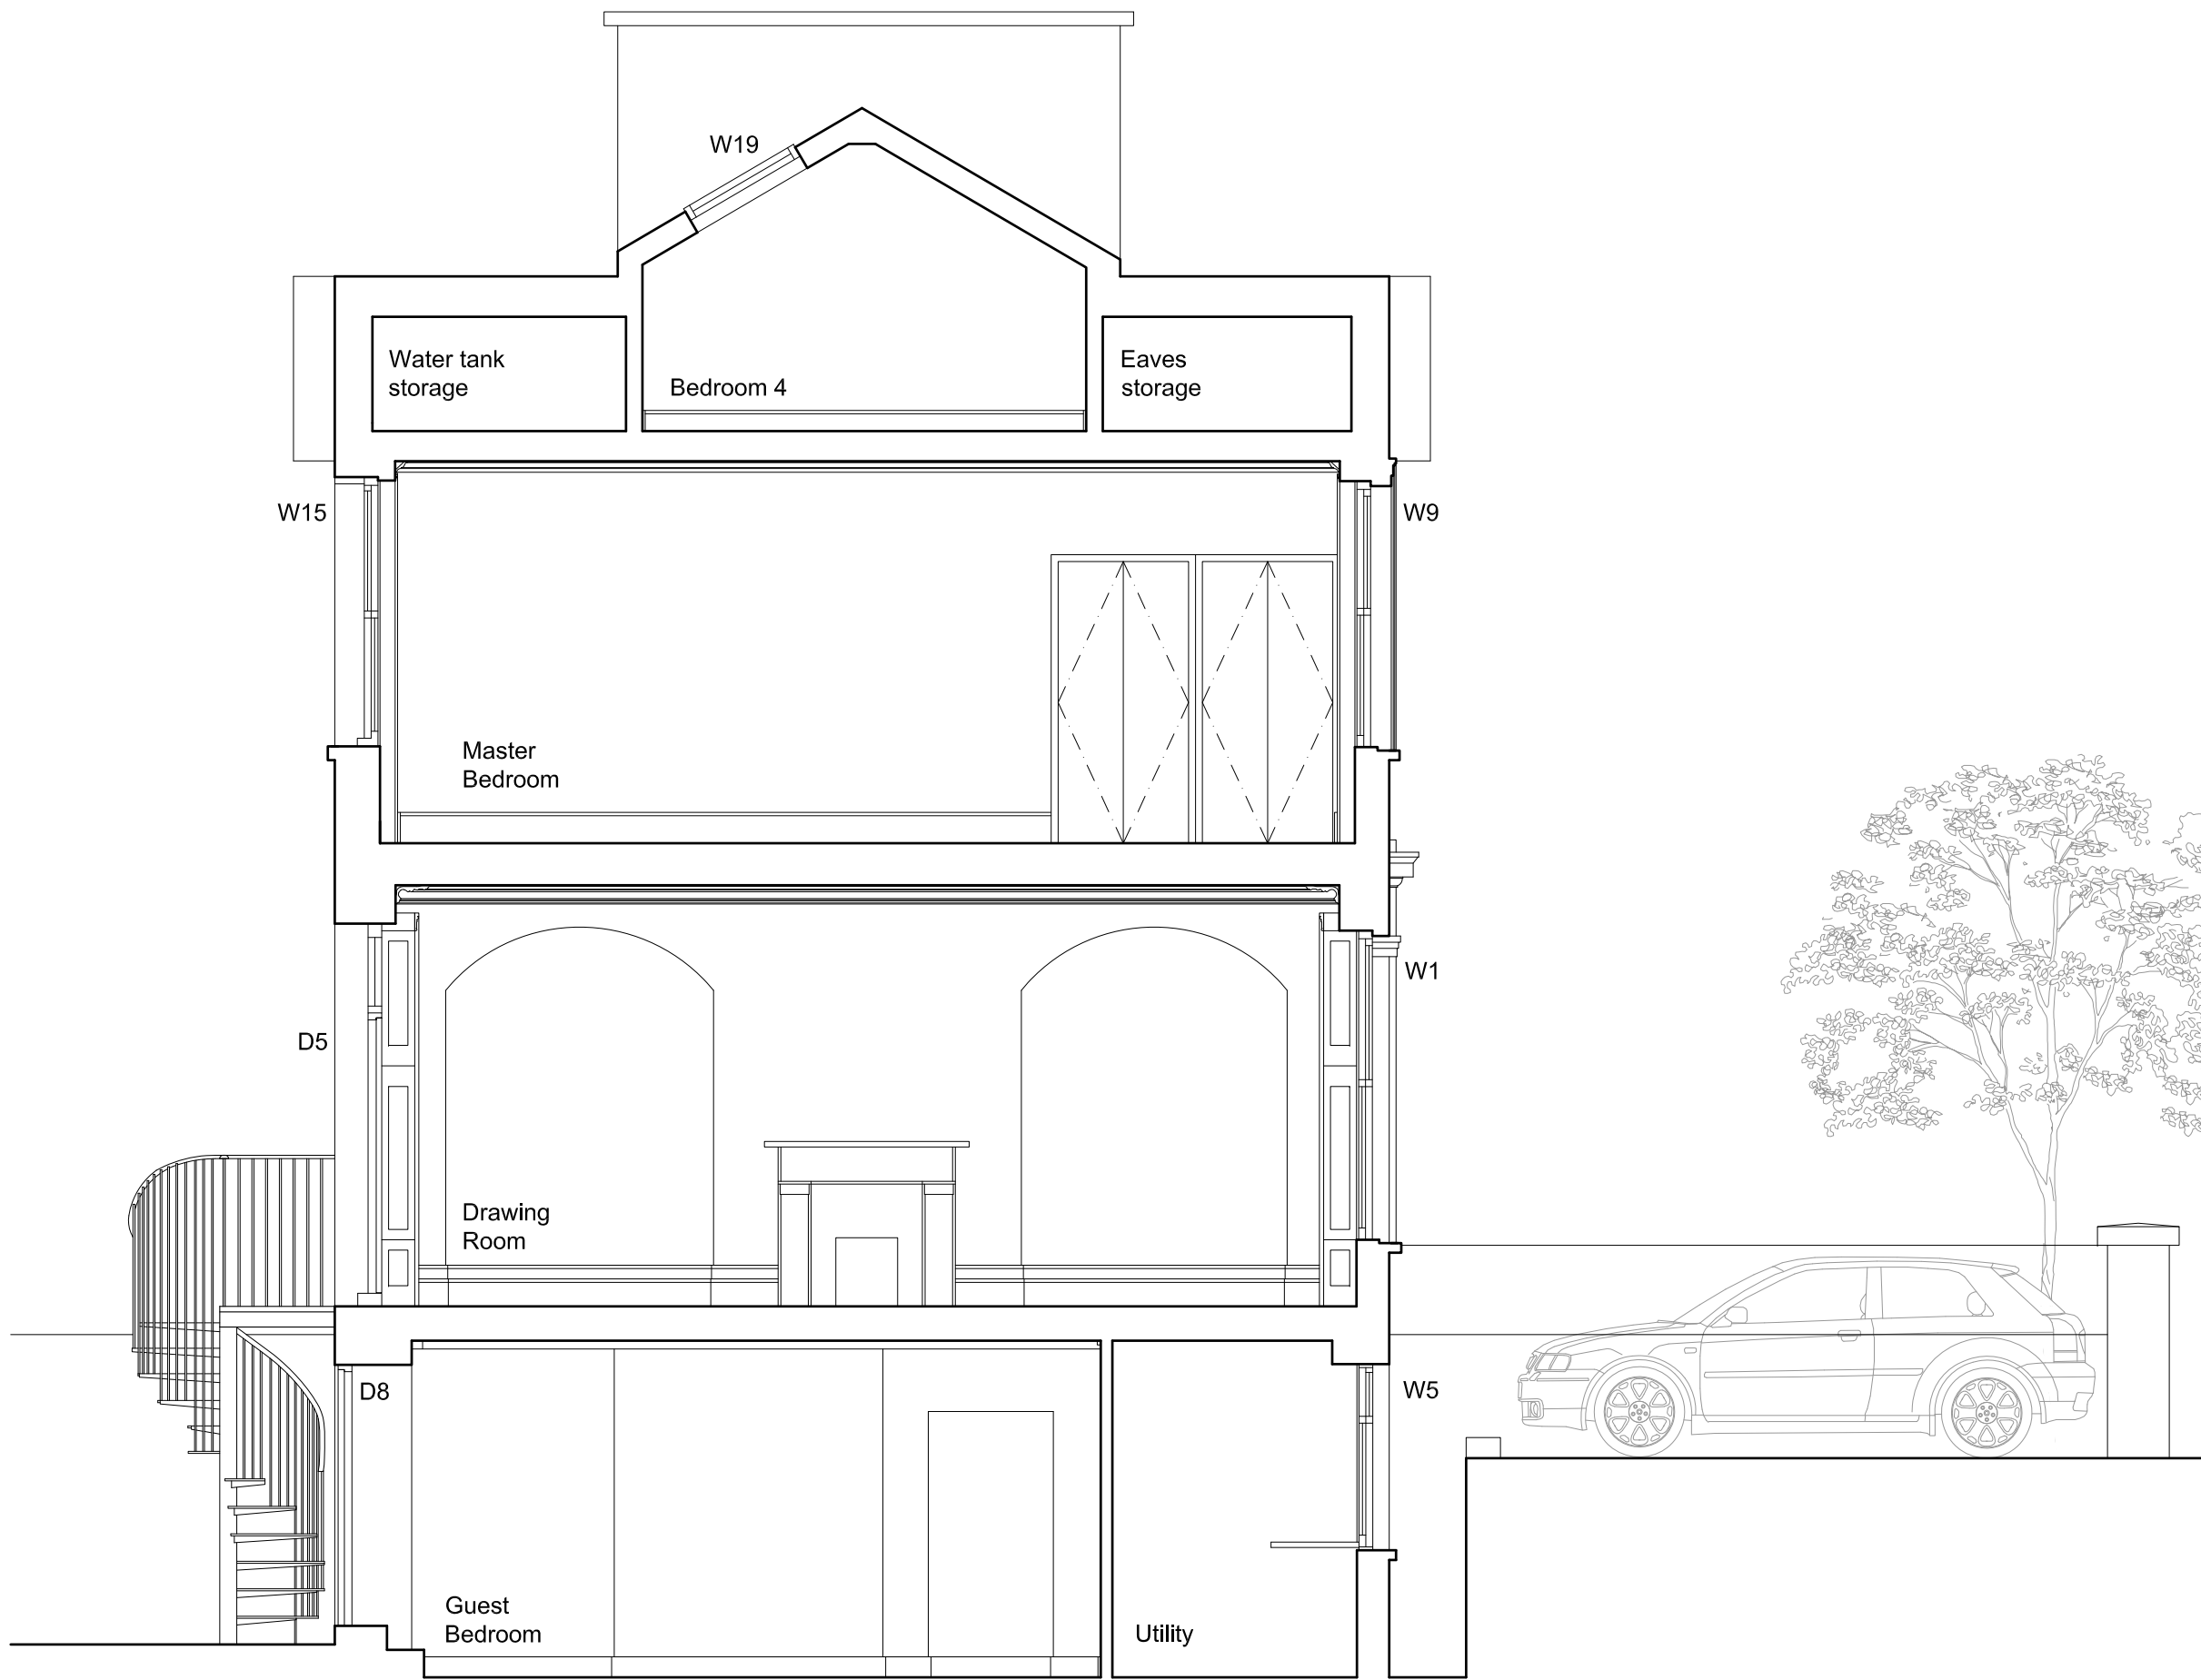 W19
Water tank
storage
Bedroom 4
Eaves
storage
W15
W9
Master
Bedroom
W1
D5
Drawing
Room
D8
W5
Guest
Bedroom
Utility